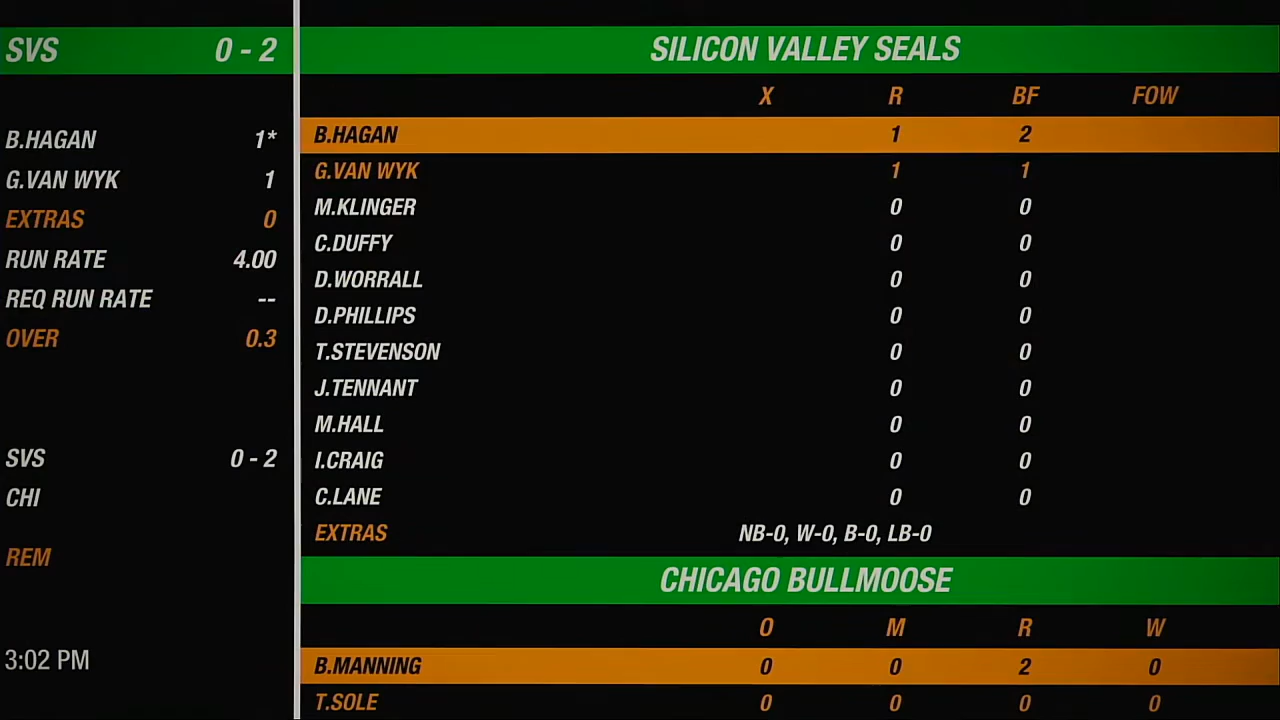 SVS 0 - 2
B.HAGAN 1*
G.VAN WYK 1
EXTRAS 0
RUN RATE 4.00
REQ RUN RATE --
OVER 0.3
SVS 0 - 2
CHI
REM
3:02 PM
SILICON VALLEY SEALS
X R BF FOW
B.HAGAN 1 2
G.VAN WYK 1 1
M.KLINGER 0 0
C.DUFFY 0 0
D.WORRALL 0 0
D.PHILLIPS 0 0
T.STEVENSON 0 0
J.TENNANT 0 0
M.HALL 0 0
I.CRAIG 0 0
C.LANE 0 0
EXTRAS NB-0, W-0, B-0, LB-0
CHICAGO BULLMOOSE
O M R W
B.MANNING 0 0 2 0
T.SOLE 0 0 0 0